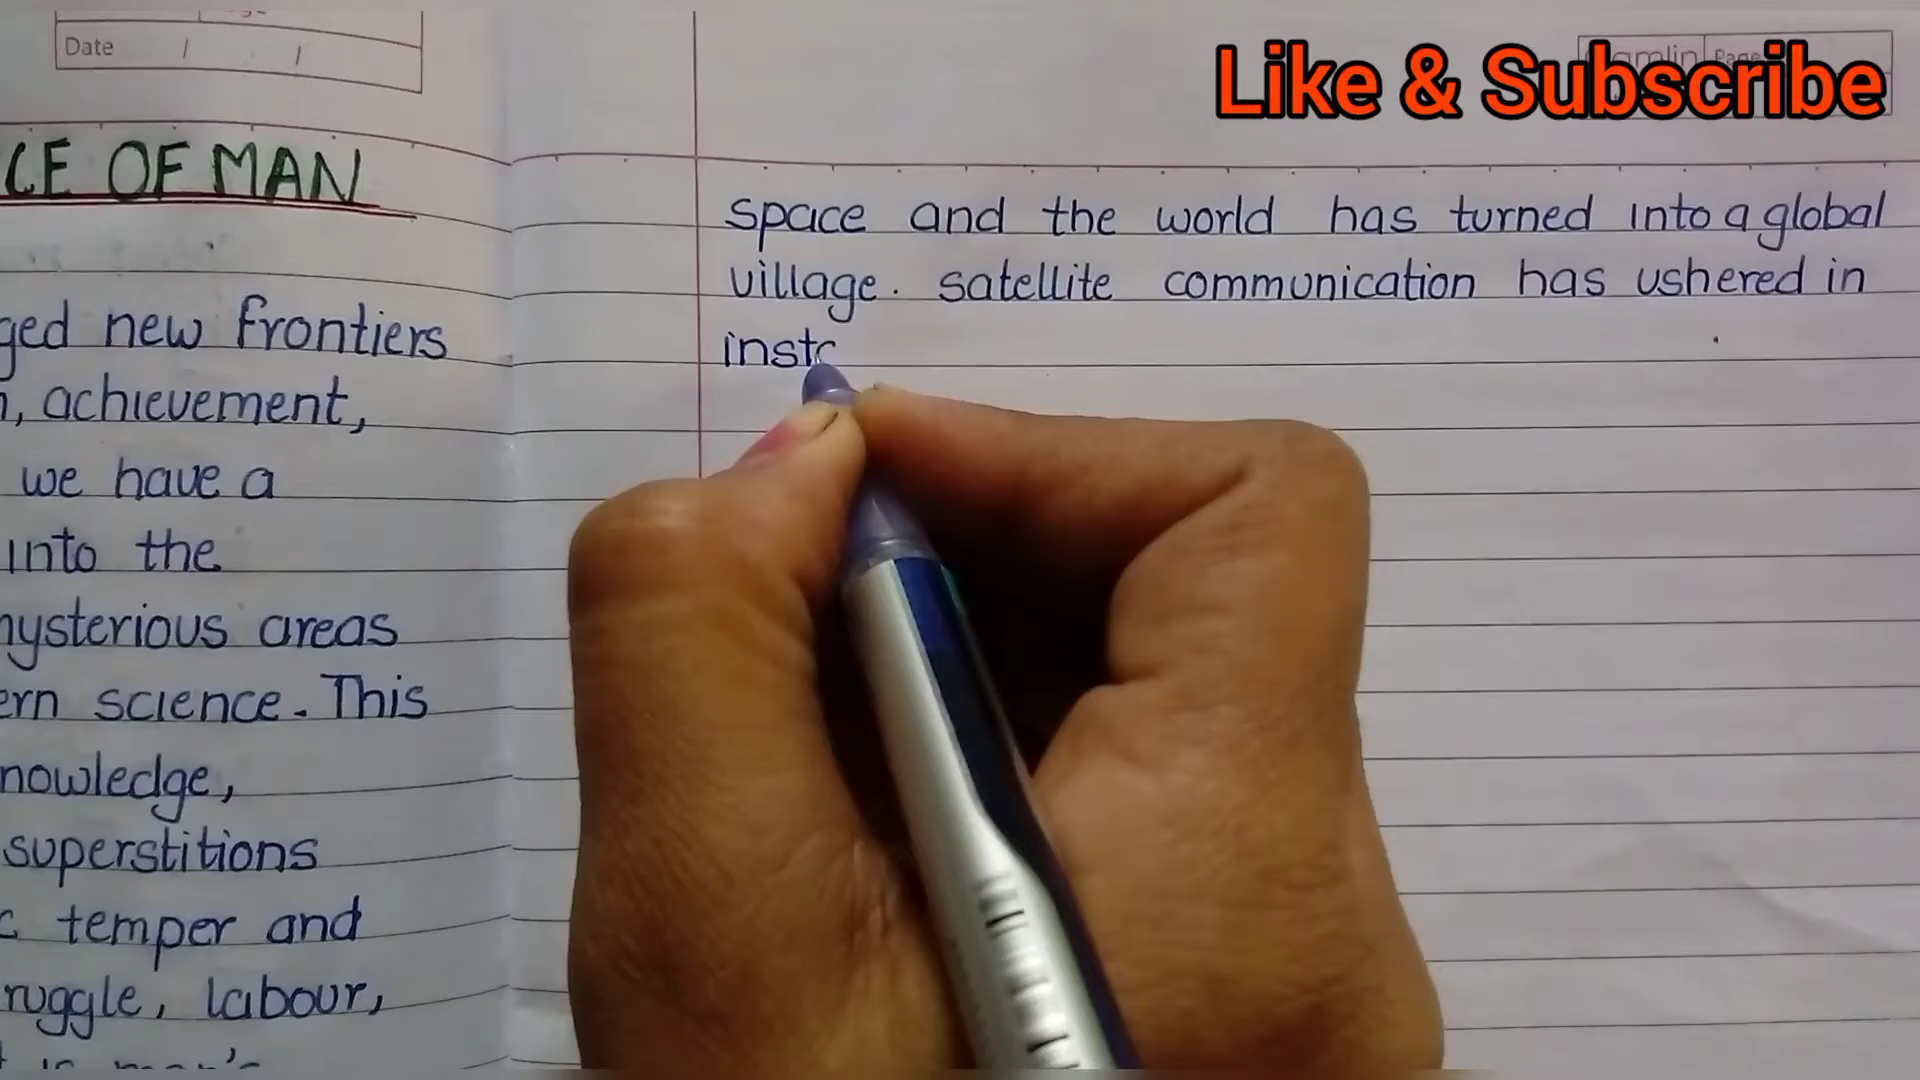 Date / /
Like & Subscribe
CE OF MAN
ged new frontiers
, achievement,
we have a
into the
mysterious areas
ern science. This
nowledge,
superstitions
c temper and
ruggle, labour,
space and the world has turned into a global
village. satellite communication has ushered in
insta